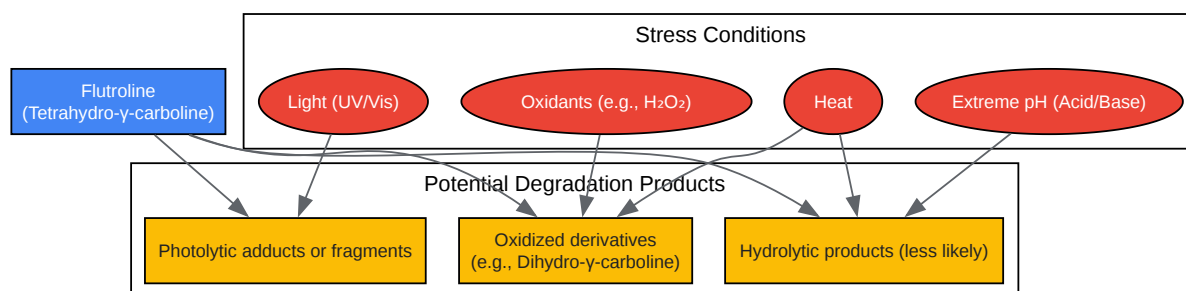 Stress Conditions
Flutroline
(Tetrahydro-γ-carboline)
Light (UV/Vis)
Oxidants (e.g., H₂O₂)
Heat
Extreme pH (Acid/Base)
Potential Degradation Products
Photolytic adducts or fragments
Oxidized derivatives
(e.g., Dihydro-γ-carboline)
Hydrolytic products (less likely)